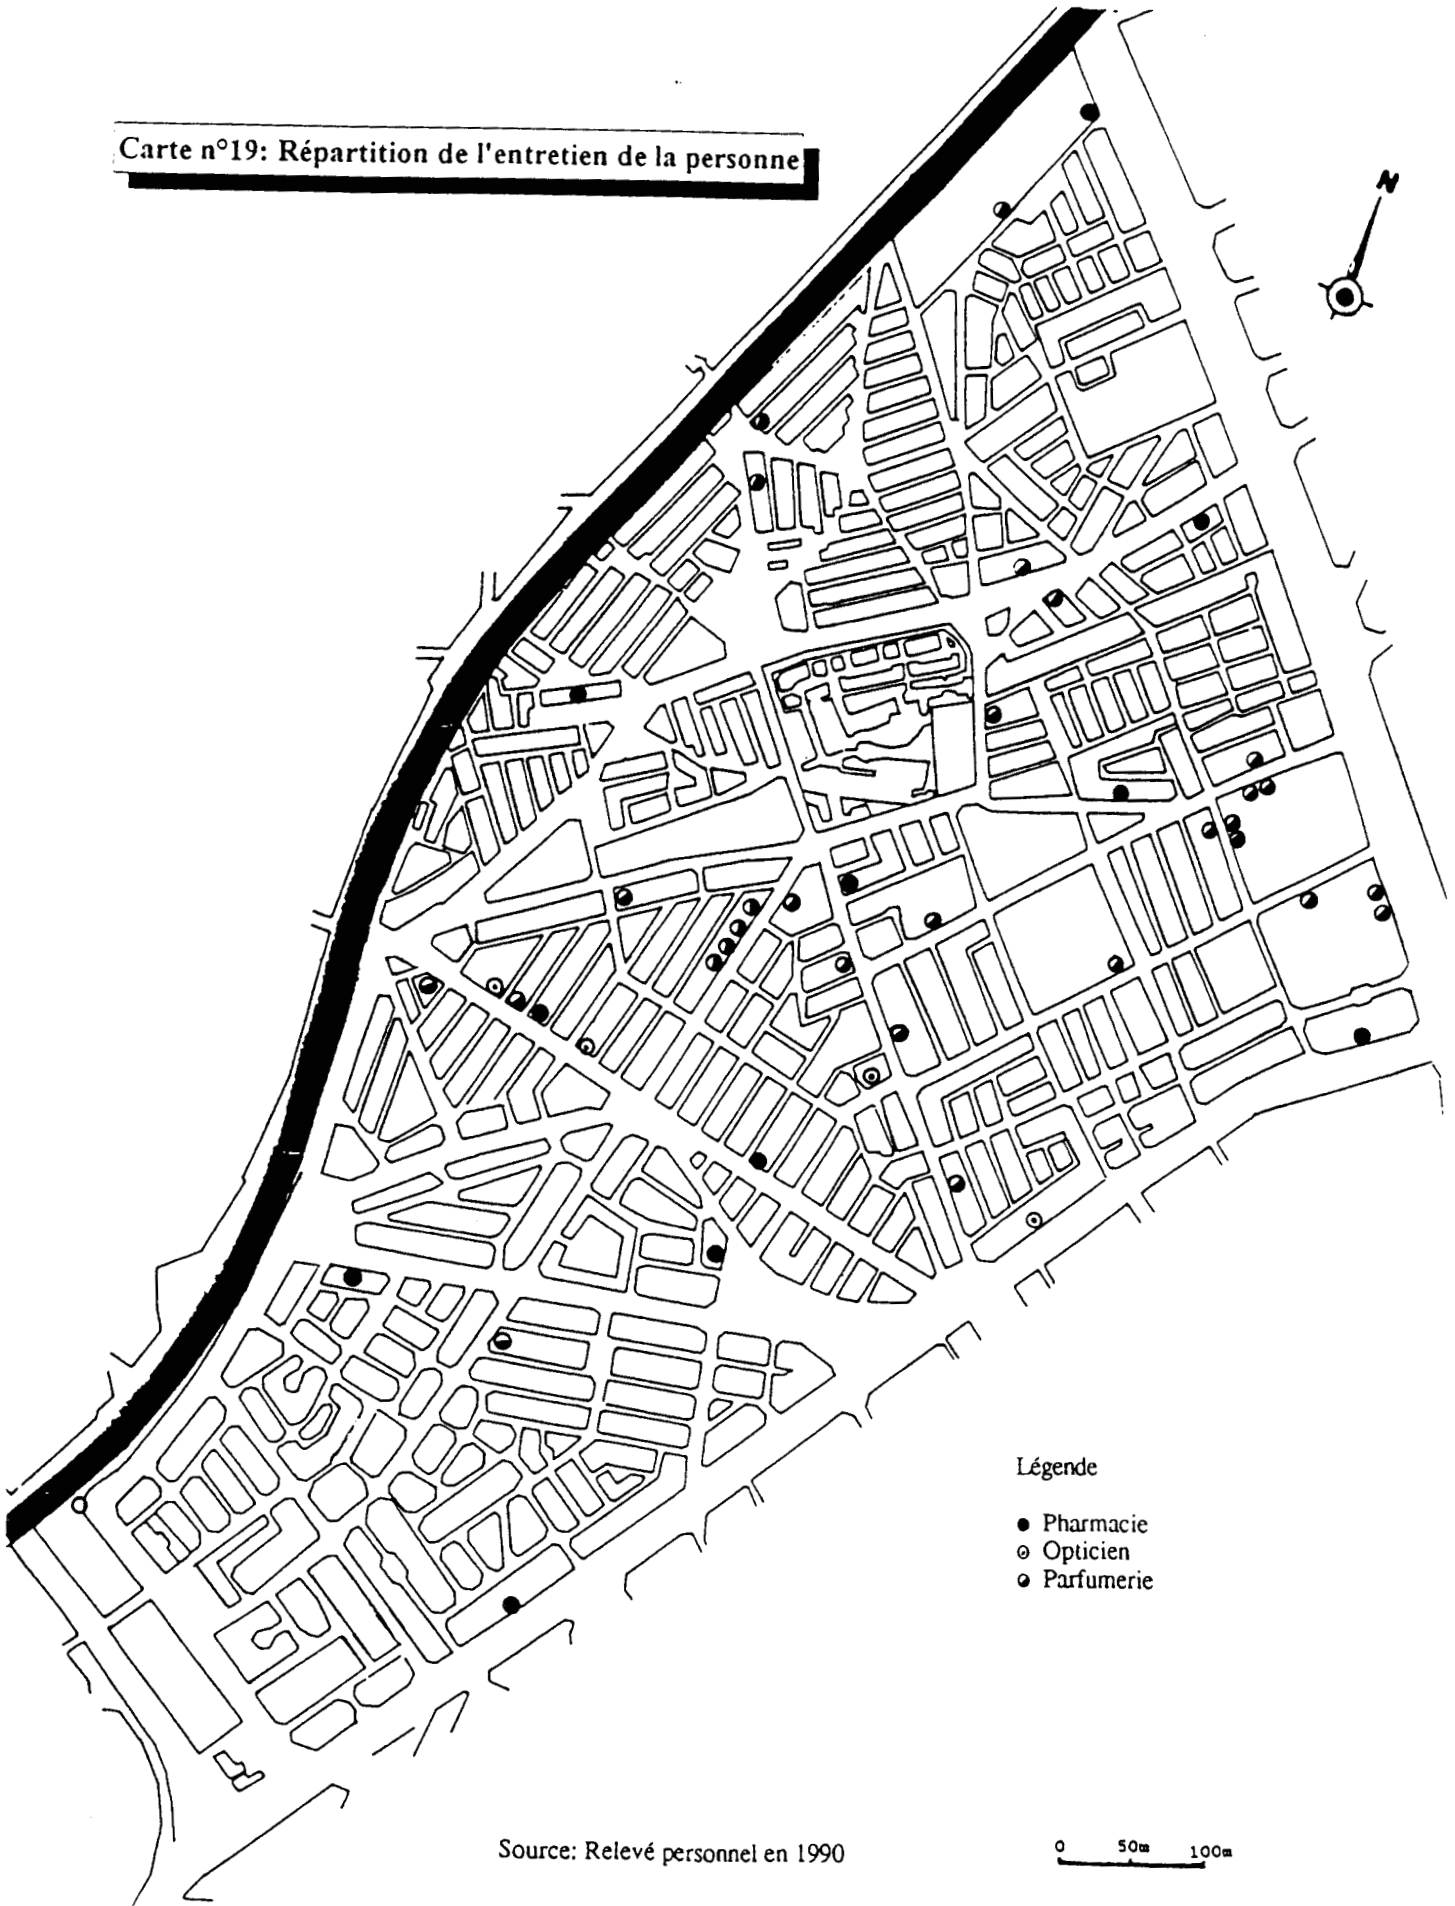 Carte n°19: Répartition de l'entretien de la personne
N
Légende
Pharmacie
Opticien
Parfumerie
Source: Relevé personnel en 1990
0 50m 100m